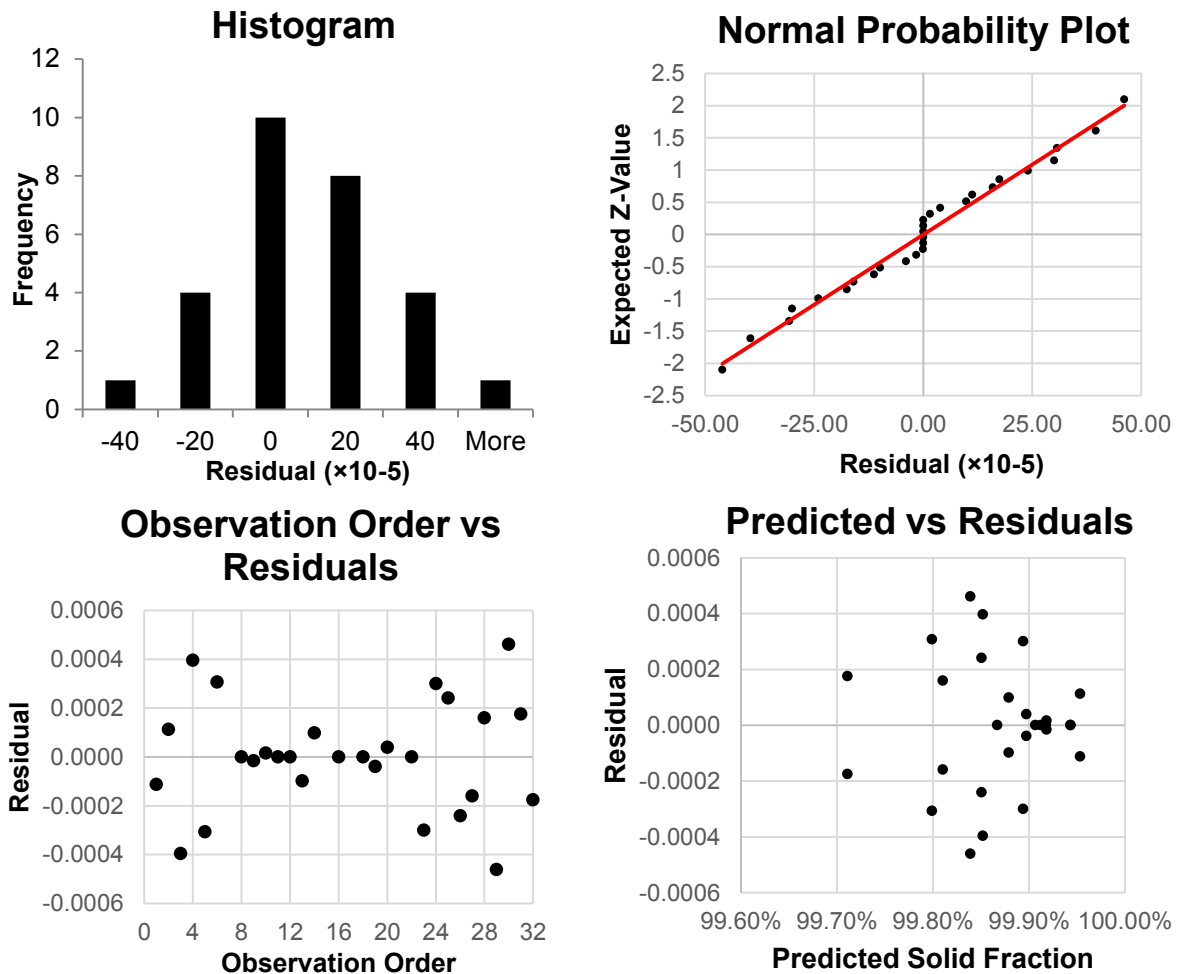 Histogram
12
10
8
6
4
2
0
Frequency
-40 -20 0 20 40 More
Residual (×10-5)
Normal Probability Plot
2.5
2
1.5
1
0.5
0
-0.5
-1
-1.5
-2
-2.5
Expected Z-Value
-50.00 -25.00 0.00 25.00 50.00
Residual (×10-5)
Observation Order vs
Residuals
0.0006
0.0004
0.0002
0.0000
-0.0002
-0.0004
-0.0006
Residual
0 4 8 12 16 20 24 28 32
Observation Order
Predicted vs Residuals
0.0006
0.0004
0.0002
0.0000
-0.0002
-0.0004
-0.0006
Residual
99.60% 99.70% 99.80% 99.90% 100.00%
Predicted Solid Fraction